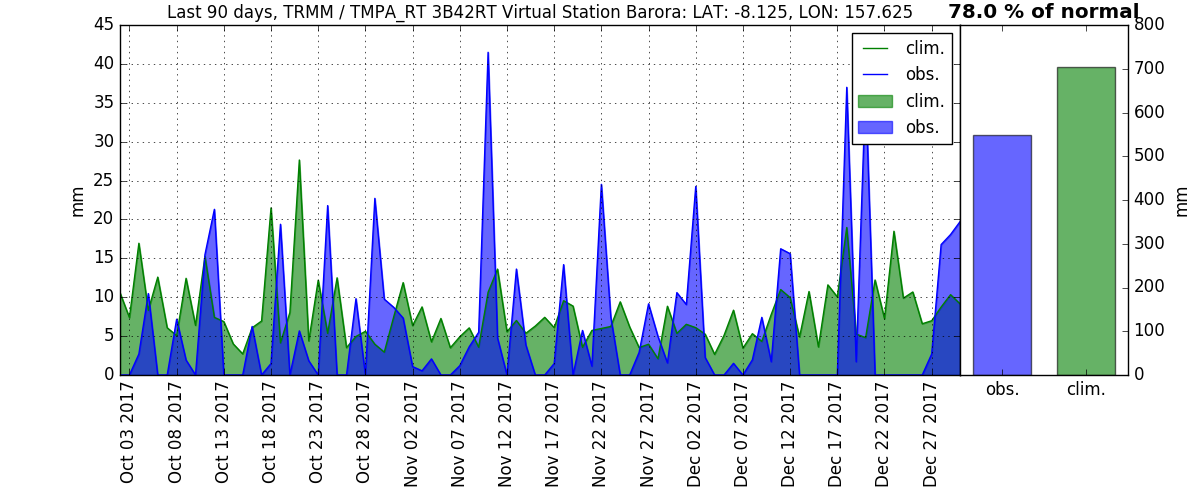 Last 90 days, TRMM / TMPA_RT 3B42RT Virtual Station Barora: LAT: -8.125, LON: 157.625
78.0 % of normal
45
40
35
30
25
20
15
10
5
0
mm
clim.
obs.
clim.
obs.
Oct 03 2017
Oct 08 2017
Oct 13 2017
Oct 18 2017
Oct 23 2017
Oct 28 2017
Nov 02 2017
Nov 07 2017
Nov 12 2017
Nov 17 2017
Nov 22 2017
Nov 27 2017
Dec 02 2017
Dec 07 2017
Dec 12 2017
Dec 17 2017
Dec 22 2017
Dec 27 2017
obs.
clim.
800
700
600
500
400
300
200
100
0
mm